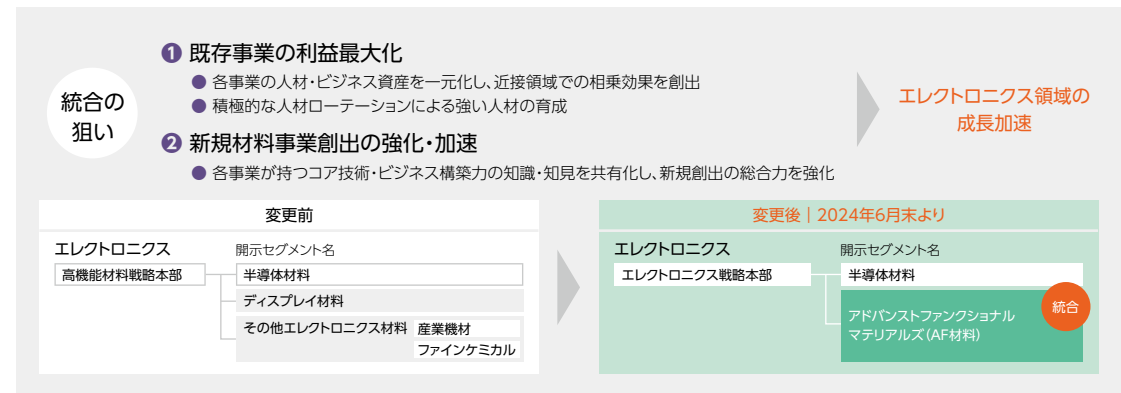 統合の
狙い
❶ 既存事業の利益最大化
● 各事業の人材・ビジネス資産を一元化し、近接領域での相乗効果を創出
● 積極的な人材ローテーションによる強い人材の育成
❷ 新規材料事業創出の強化・加速
● 各事業が持つコア技術・ビジネス構築力の知識・知見を共有化し、新規創出の総合力を強化
エレクトロニクス領域の
成長加速
変更前
エレクトロニクス
開示セグメント名
高機能材料戦略本部
半導体材料
ディスプレイ材料
その他エレクトロニクス材料
産業機材
ファインケミカル
変更後｜2024年6月末より
エレクトロニクス
開示セグメント名
エレクトロニクス戦略本部
半導体材料
アドバンストファンクショナル
マテリアルズ（AF材料）
統合